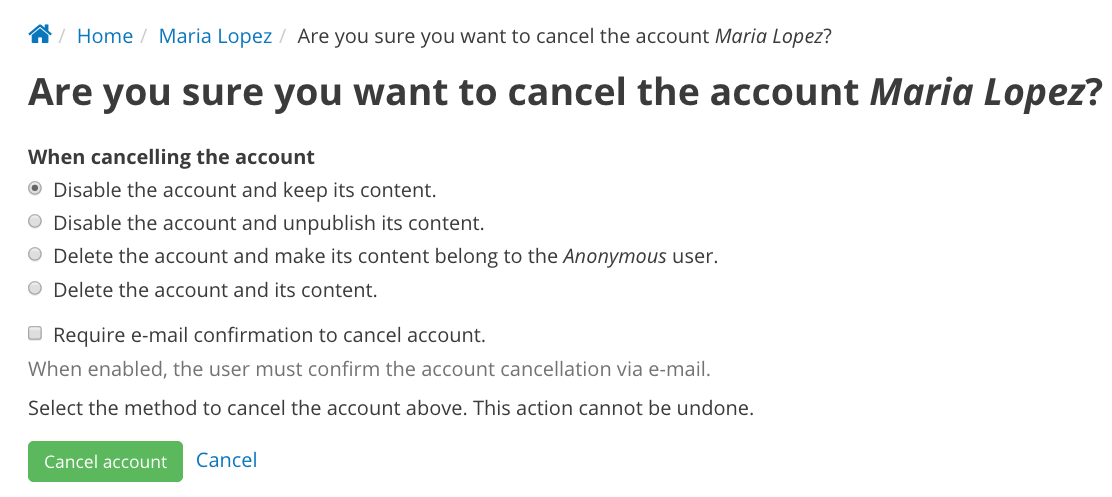 / Home / Maria Lopez / Are you sure you want to cancel the account Maria Lopez?
Are you sure you want to cancel the account Maria Lopez?
When cancelling the account
Disable the account and keep its content.
Disable the account and unpublish its content.
Delete the account and make its content belong to the Anonymous user.
Delete the account and its content.
Require e-mail confirmation to cancel account.
When enabled, the user must confirm the account cancellation via e-mail.
Select the method to cancel the account above. This action cannot be undone.
Cancel account Cancel